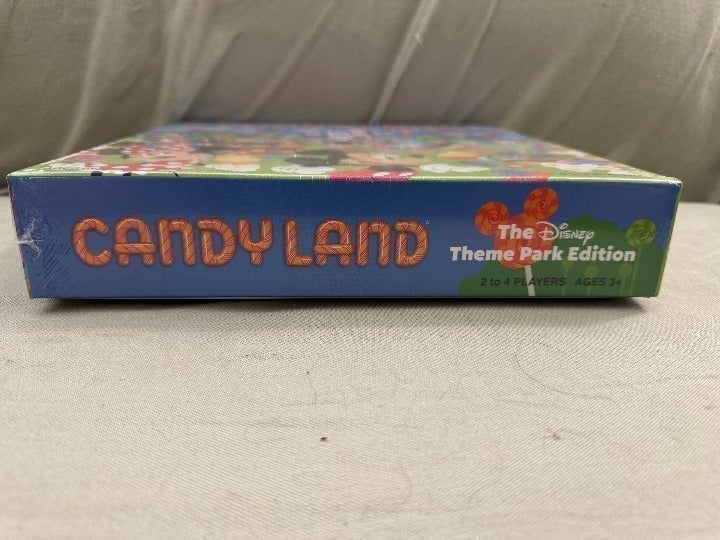 CANDY LAND
The Disney
Theme Park Edition
2 to 4 PLAYERS AGES 3+